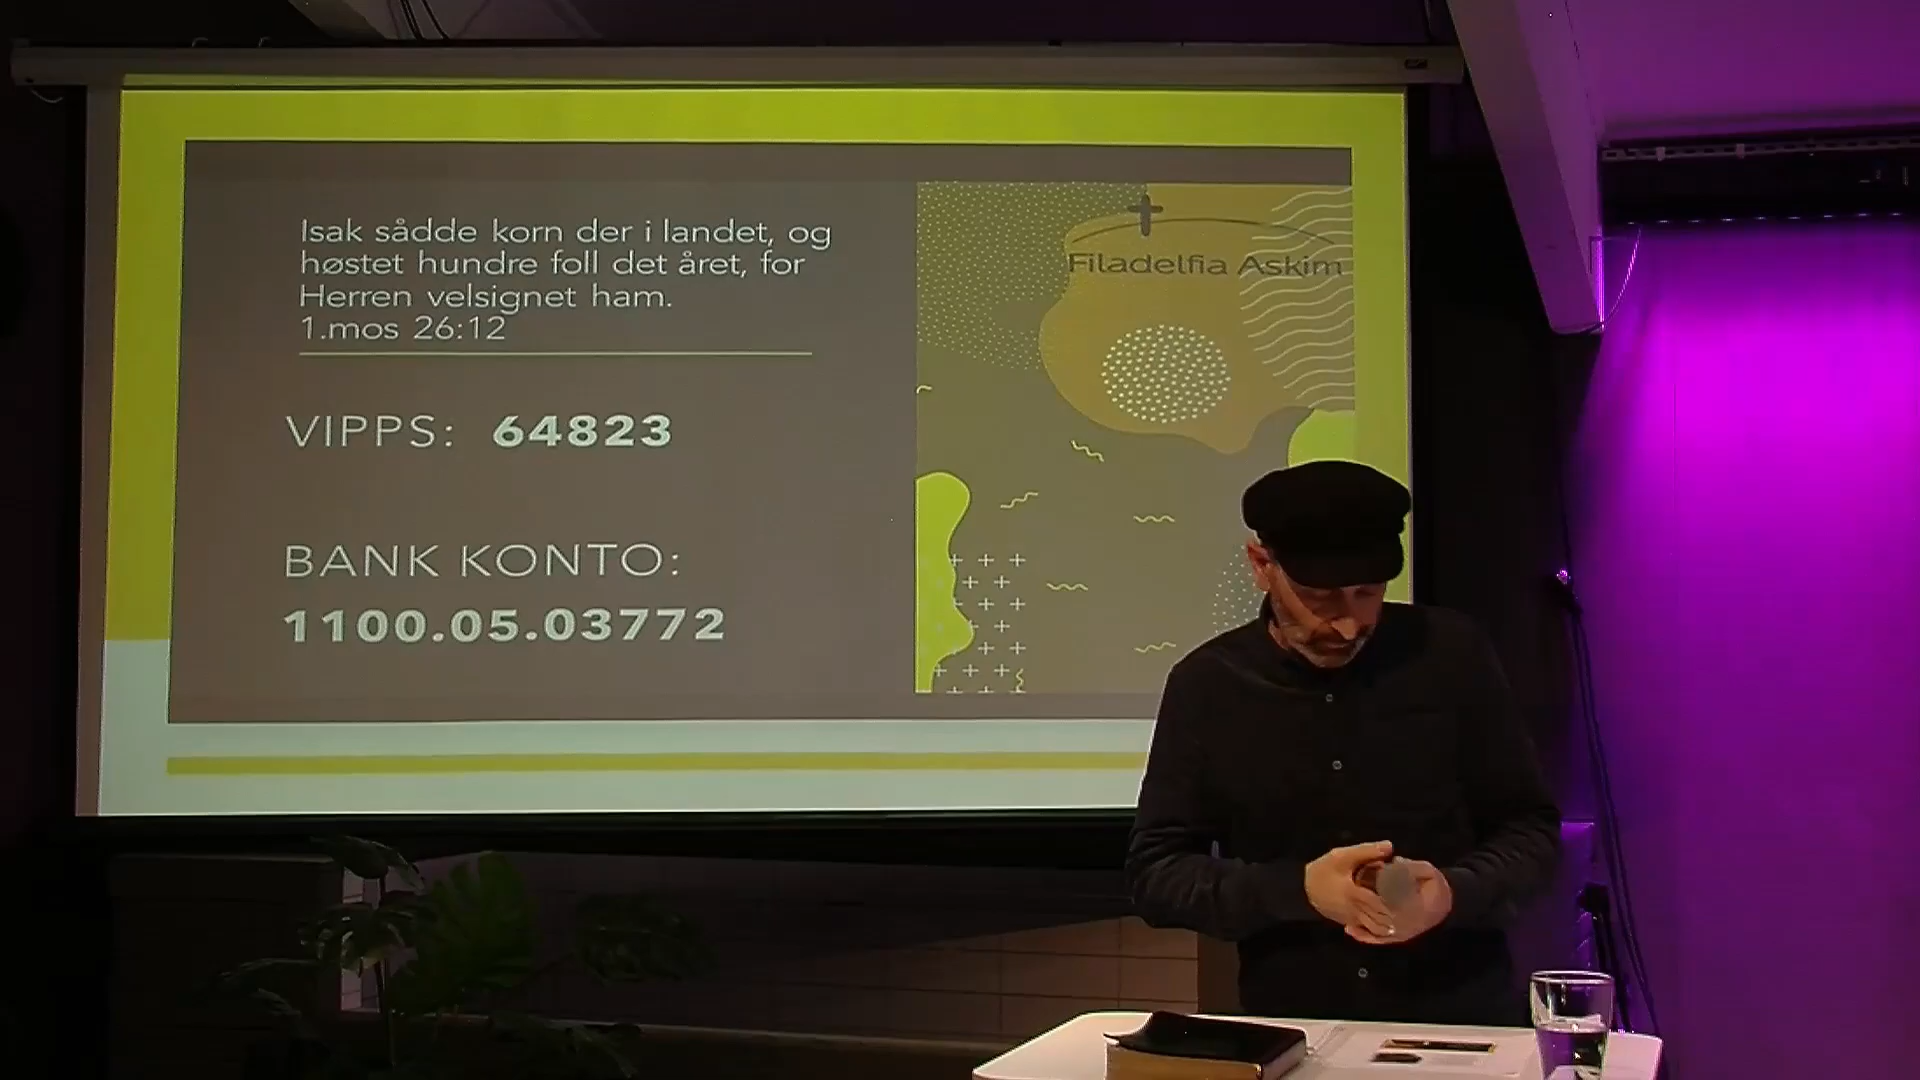 Isak sådde korn der i landet, og
høstet hundre foll det året, for
Herren velsignet ham.
1.mos 26:12
VIPPS: 64823
BANK KONTO:
1100.05.03772
Filadelfia Askim